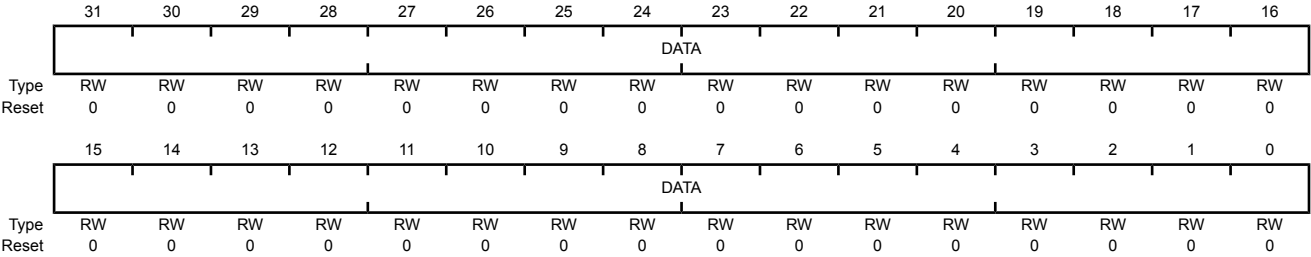 31 30 29 28 27 26 25 24 23 22 21 20 19 18 17 16
DATA
Type RW RW RW RW RW RW RW RW RW RW RW RW RW RW RW RW
Reset 0 0 0 0 0 0 0 0 0 0 0 0 0 0 0 0
15 14 13 12 11 10 9 8 7 6 5 4 3 2 1 0
DATA
Type RW RW RW RW RW RW RW RW RW RW RW RW RW RW RW RW
Reset 0 0 0 0 0 0 0 0 0 0 0 0 0 0 0 0